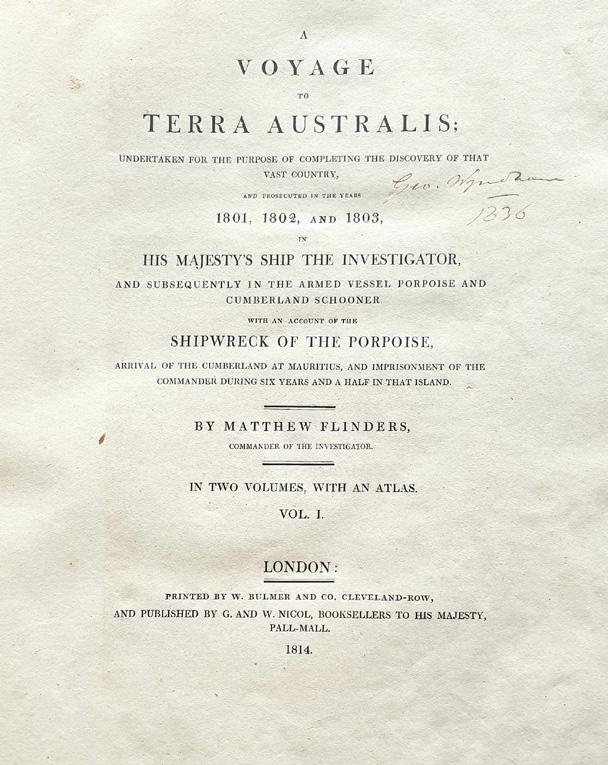 A
VOYAGE
TO
TERRA AUSTRALIS;
UNDERTAKEN FOR THE PURPOSE OF COMPLETING THE DISCOVERY OF THAT
VAST COUNTRY,
AND PROSECUTED IN THE YEARS
1801, 1802, AND 1803,
IN
HIS MAJESTY'S SHIP THE INVESTIGATOR,
AND SUBSEQUENTLY IN THE ARMED VESSEL PORPOISE AND
CUMBERLAND SCHOONER
WITH AN ACCOUNT OF THE
SHIPWRECK OF THE PORPOISE,
ARRIVAL OF THE CUMBERLAND AT MAURITIUS, AND IMPRISONMENT OF THE
COMMANDER DURING SIX YEARS AND A HALF IN THAT ISLAND.
BY MATTHEW FLINDERS,
COMMANDER OF THE INVESTIGATOR.
IN TWO VOLUMES, WITH AN ATLAS.
VOL. I.
LONDON:
PRINTED BY W. BULMER AND CO. CLEVELAND-ROW,
AND PUBLISHED BY G. AND W. NICOL, BOOKSELLERS TO HIS MAJESTY,
PALL-MALL.
1814.
Geo. Wyndham
1836